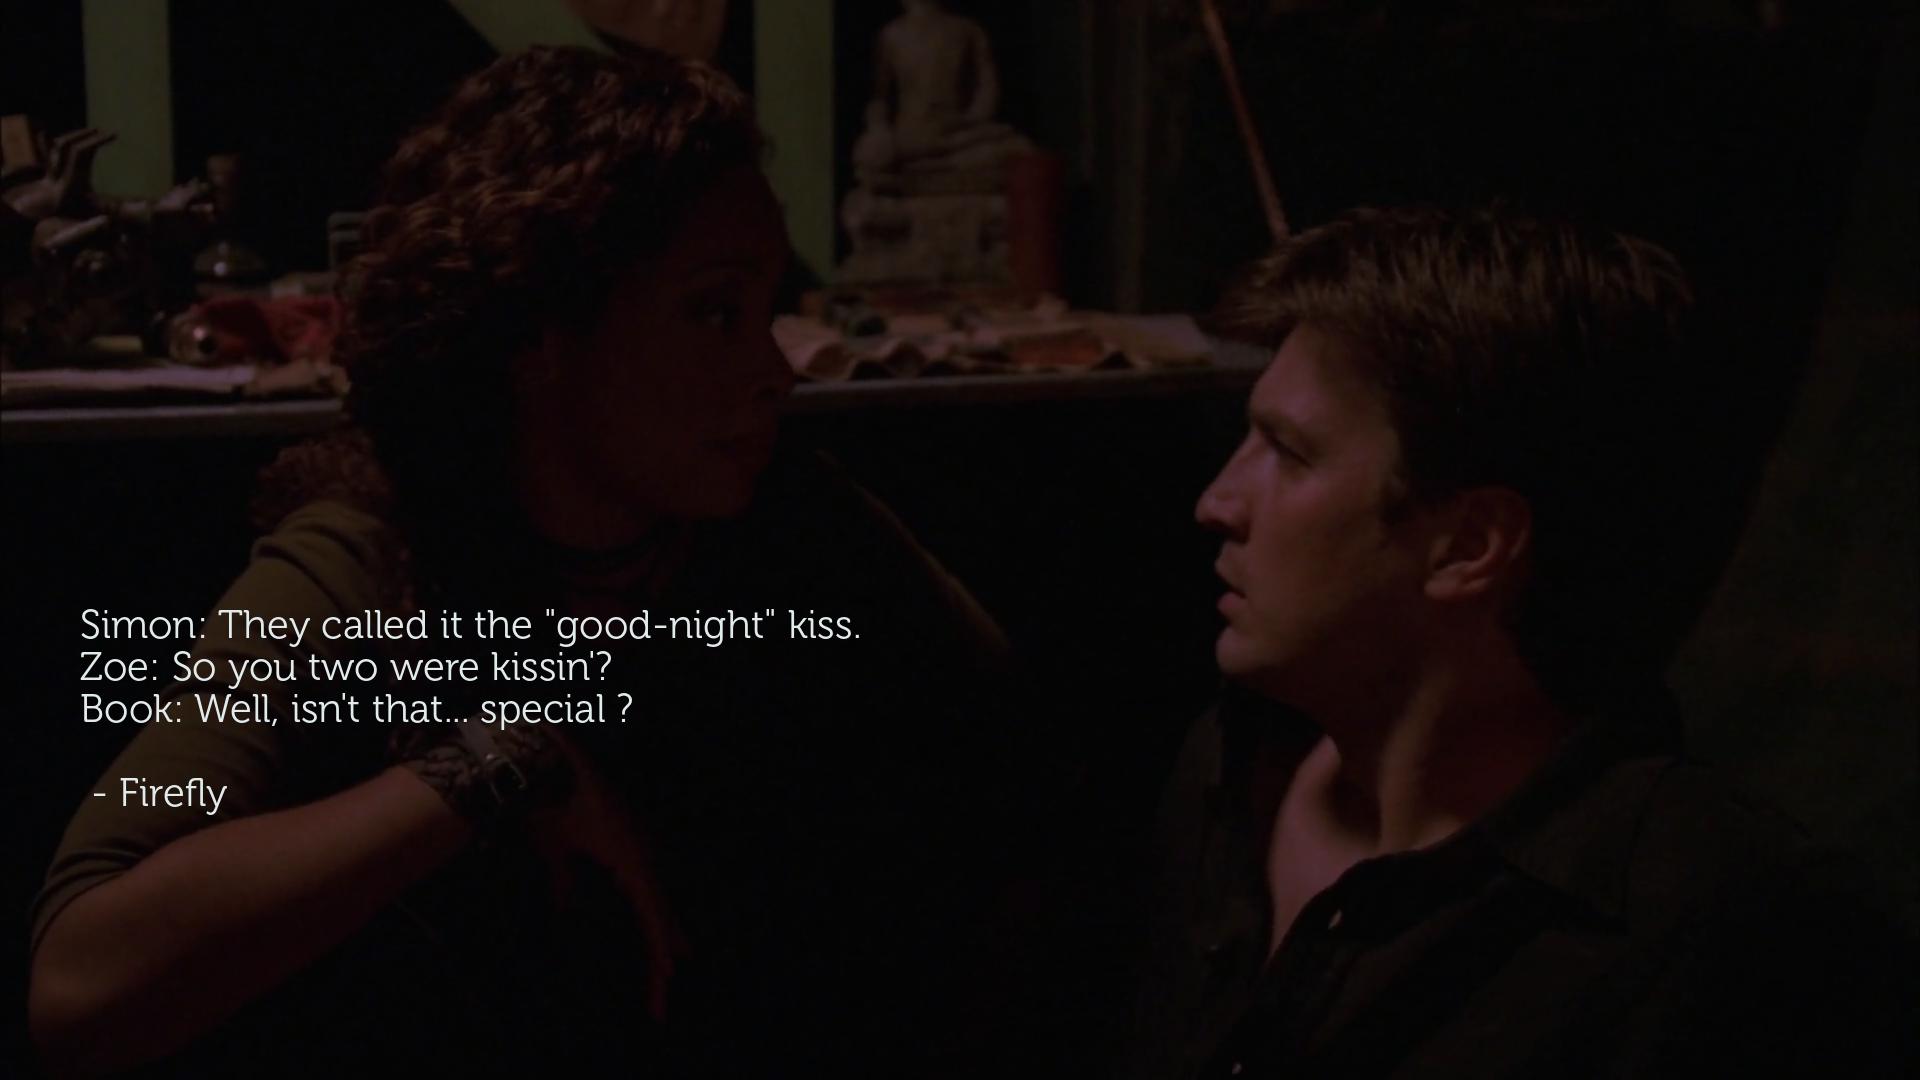 Simon: They called it the "good-night" kiss.
Zoe: So you two were kissin'?
Book: Well, isn't that... special ?
- Firefly